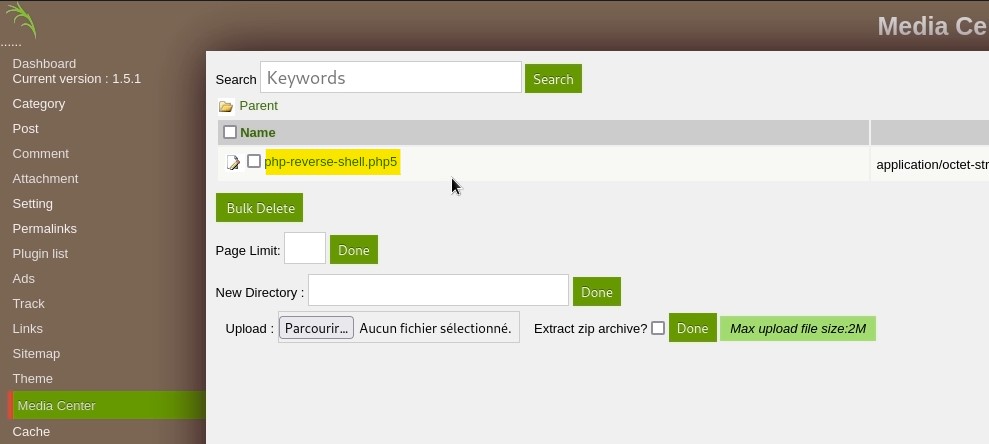 Media Ce
......
Dashboard
Current version : 1.5.1
Category
Post
Comment
Attachment
Setting
Permalinks
Plugin list
Ads
Track
Links
Sitemap
Theme
Media Center
Cache
Search Keywords Search
Parent
Name
php-reverse-shell.php5 application/octet-str
Bulk Delete
Page Limit: Done
New Directory : Done
Upload : Parcourir... Aucun fichier sélectionné. Extract zip archive? Done Max upload file size:2M